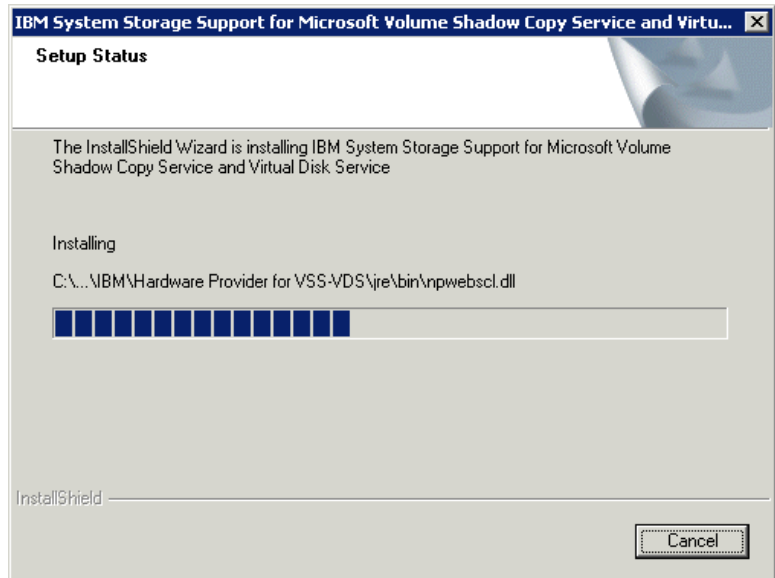 IBM System Storage Support for Microsoft Volume Shadow Copy Service and Virtu...
Setup Status
The InstallShield Wizard is installing IBM System Storage Support for Microsoft Volume
Shadow Copy Service and Virtual Disk Service
Installing
C:\...\IBM\Hardware Provider for VSS-VDS\jre\bin\npwebscl.dll
InstallShield
Cancel